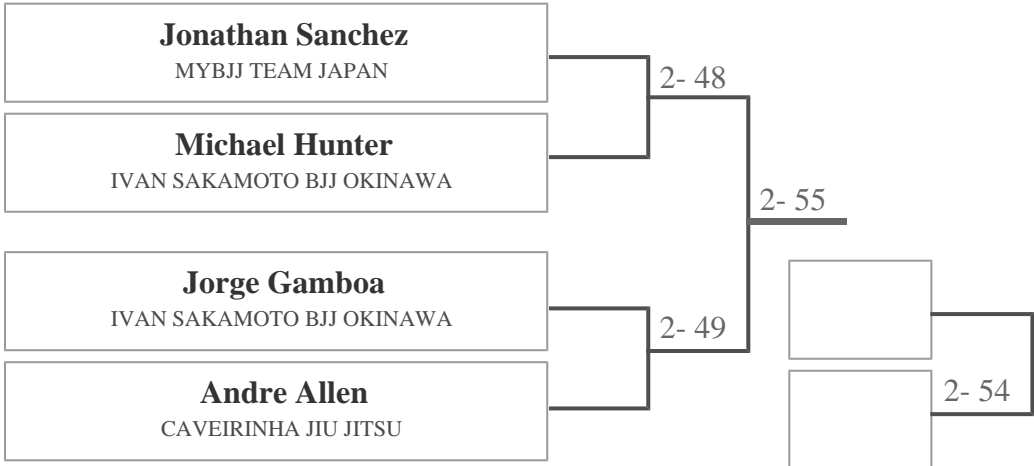 Jonathan Sanchez
MYBJJ TEAM JAPAN
2- 48
Michael Hunter
IVAN SAKAMOTO BJJ OKINAWA
2- 55
Jorge Gamboa
IVAN SAKAMOTO BJJ OKINAWA
2- 49
Andre Allen
CAVEIRINHA JIU JITSU
2- 54